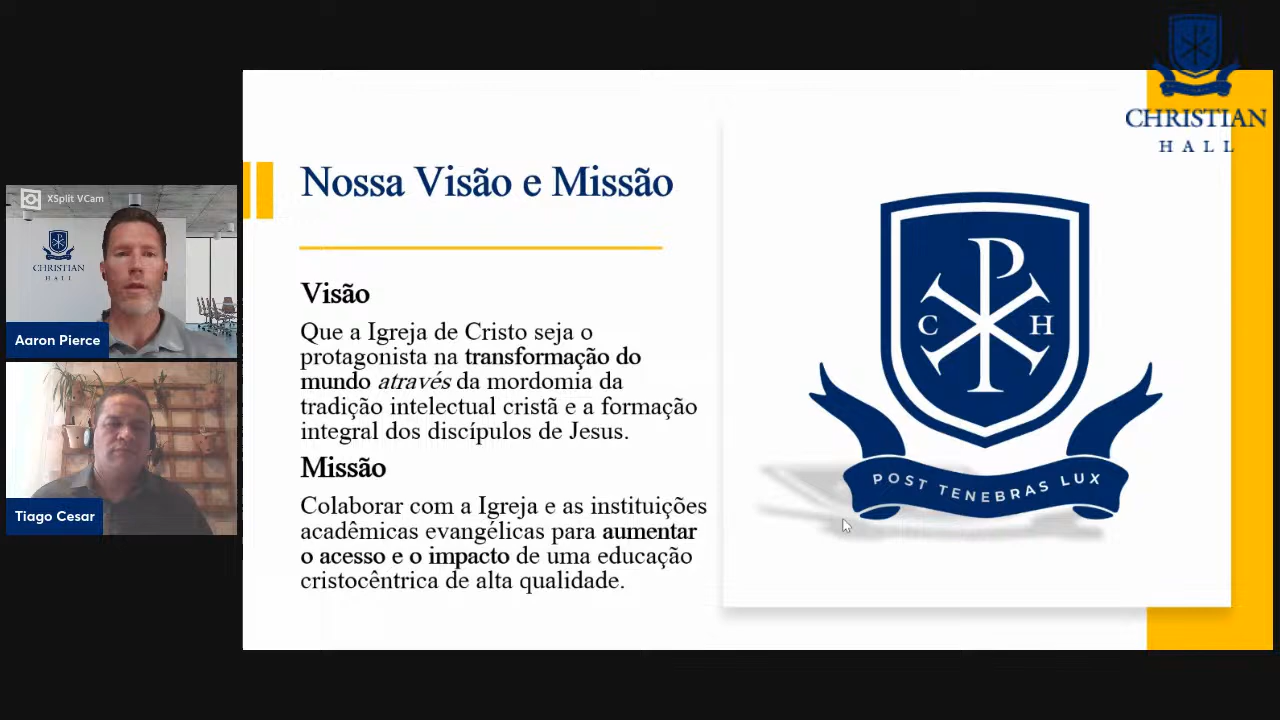 CHRISTIAN
HALL
XSplit VCam
CHRISTIAN
HALL
Aaron Pierce
Tiago Cesar
Nossa Visão e Missão
Visão
Que a Igreja de Cristo seja o
protagonista na transformação do
mundo através da mordomia da
tradição intelectual cristã e a formação
integral dos discípulos de Jesus.
Missão
Colaborar com a Igreja e as instituições
acadêmicas evangélicas para aumentar
o acesso e o impacto de uma educação
cristocêntrica de alta qualidade.
C H
POST TENEBRAS LUX